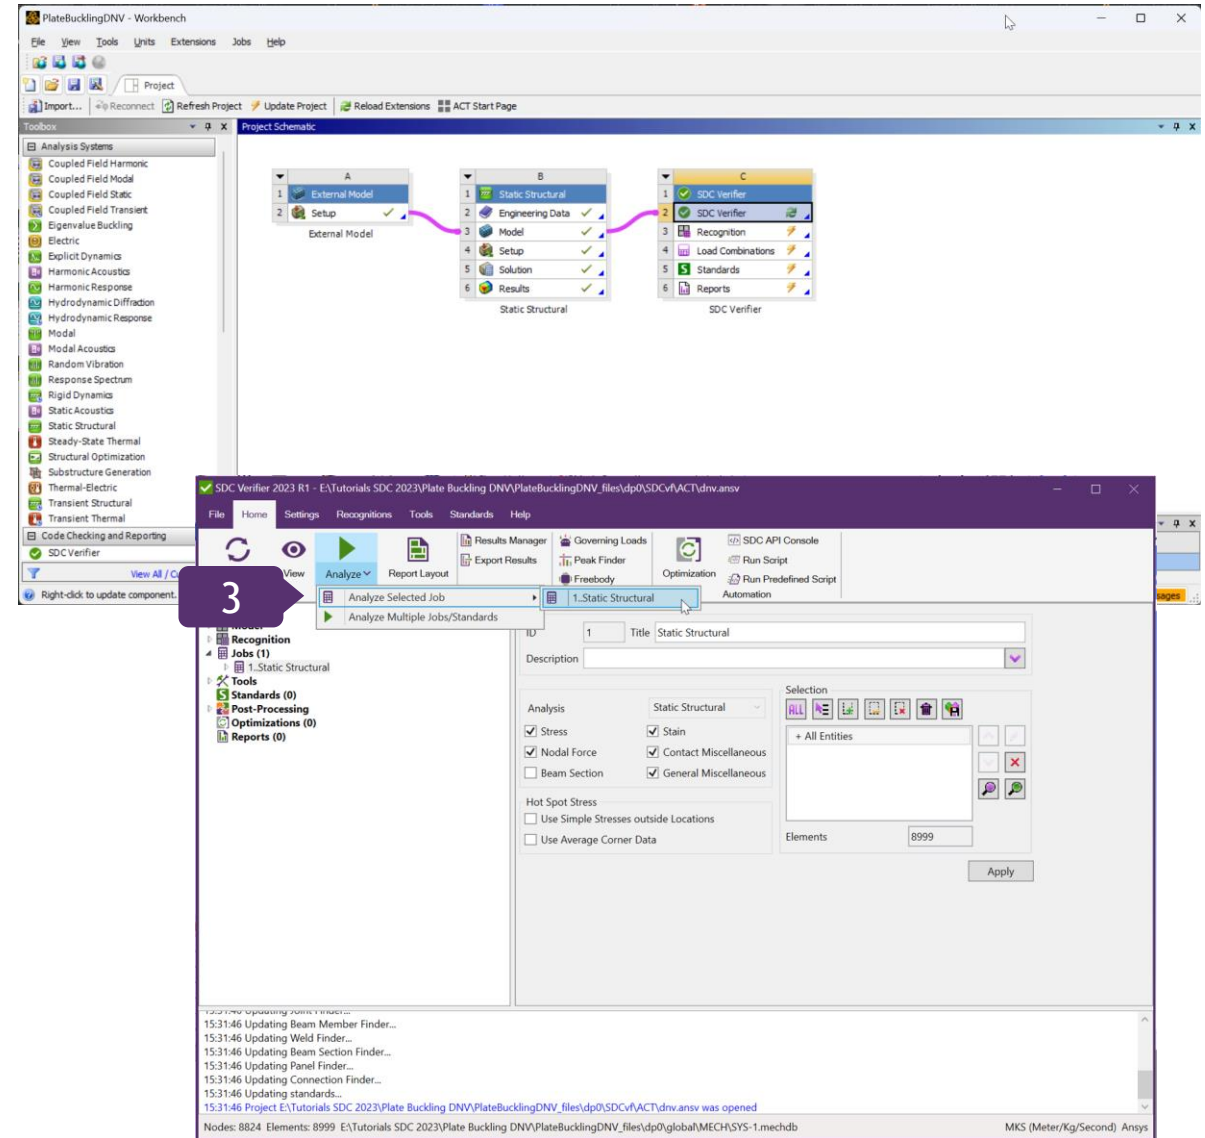 PlateBucklingDNV - Workbench
File View Tools Units Extensions Jobs Help
Project
Import... Reconnect Refresh Project Update Project Reload Extensions ACT Start Page
Toolbox
Project Schematic
Analysis Systems
Coupled Field Harmonic
Coupled Field Modal
Coupled Field Static
Coupled Field Transient
Eigenvalue Buckling
Electric
Explicit Dynamics
Harmonic Acoustics
Harmonic Response
Hydrodynamic Diffraction
Hydrodynamic Response
Modal
Modal Acoustics
Random Vibration
Response Spectrum
Rigid Dynamics
Static Acoustics
Static Structural
Steady-State Thermal
Structural Optimization
Substructure Generation
Thermal-Electric
Transient Structural
Transient Thermal
Code Checking and Reporting
SDC Verifier
View All / Cu
Right-click to update component.
A
1 External Model
2 Setup
External Model
B
1 Static Structural
2 Engineering Data
3 Model
4 Setup
5 Solution
6 Results
Static Structural
C
1 SDC Verifier
2 SDC Verifier
3 Recognition
4 Load Combinations
5 Standards
6 Reports
SDC Verifier
ssages
SDC Verifier 2023 R1 - E:\Tutorials SDC 2023\Plate Buckling DNV\PlateBucklingDNV_files\dp0\SDCvf\ACT\dnv.ansv
File Home Settings Recognitions Tools Standards Help
View
Analyze
Report Layout
Results Manager
Export Results
Governing Loads
Peak Finder
Freebody
Optimization
SDC API Console
Run Script
Run Predefined Script
Automation
3
Analyze Selected Job
Analyze Multiple Jobs/Standards
1..Static Structural
Model
Recognition
Jobs (1)
1..Static Structural
Tools
Standards (0)
Post-Processing
Optimizations (0)
Reports (0)
ID 1 Title Static Structural
Description
Analysis Static Structural
Stress Stain
Nodal Force Contact Miscellaneous
Beam Section General Miscellaneous
Hot Spot Stress
Use Simple Stresses outside Locations
Use Average Corner Data
Selection
ALL
+ All Entities
Elements 8999
Apply
15:31:46 Updating Joint Finder...
15:31:46 Updating Beam Member Finder...
15:31:46 Updating Weld Finder...
15:31:46 Updating Beam Section Finder...
15:31:46 Updating Panel Finder...
15:31:46 Updating Connection Finder...
15:31:46 Updating standards...
15:31:46 Project E:\Tutorials SDC 2023\Plate Buckling DNV\PlateBucklingDNV_files\dp0\SDCvf\ACT\dnv.ansv was opened
Nodes: 8824 Elements: 8999 E:\Tutorials SDC 2023\Plate Buckling DNV\PlateBucklingDNV_files\dp0\global\MECH\SYS-1.mechdb
MKS (Meter/Kg/Second) Ansys